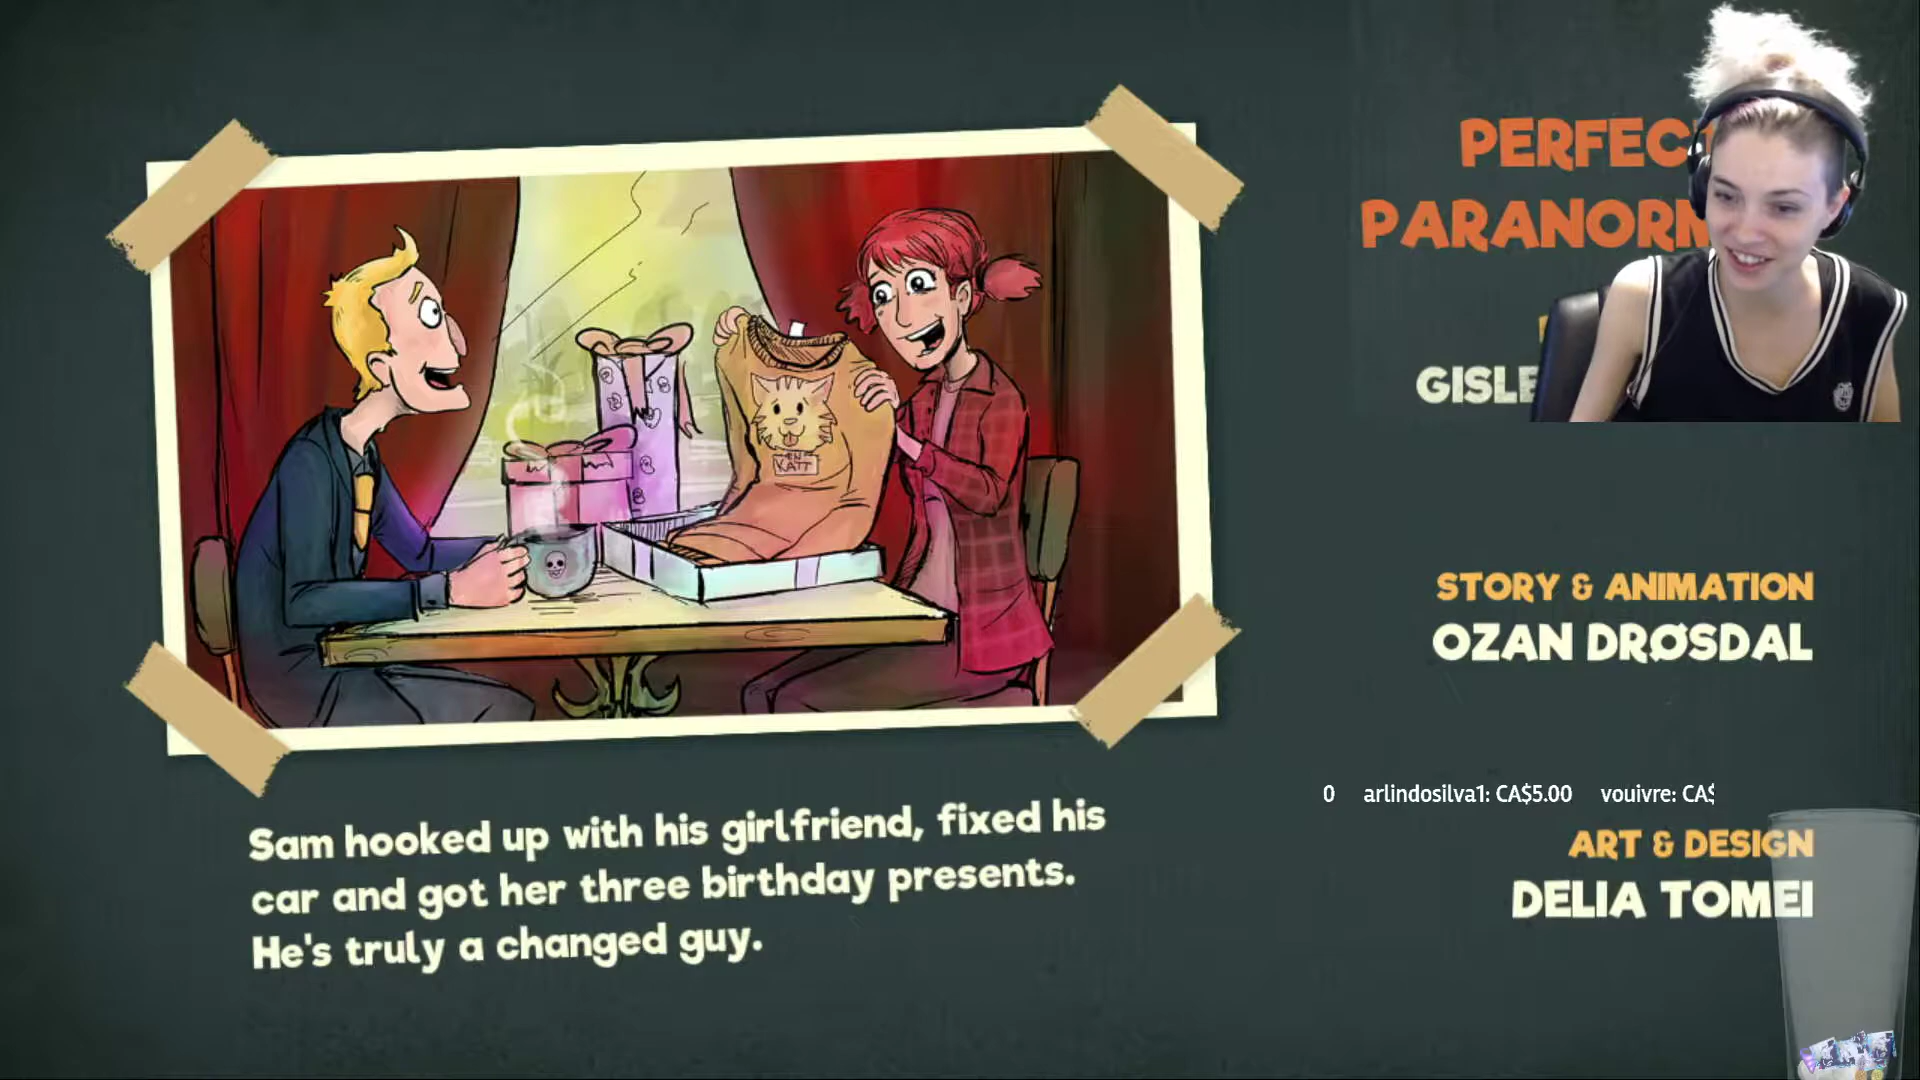 PERFECT
PARANORM
GISLE
EN
KATT
STORY & ANIMATION
OZAN DRØSDAL
0 arlindosilva1: CA$5.00 vouivre: CA$
ART & DESIGN
DELIA TOMEI
Sam hooked up with his girlfriend, fixed his
car and got her three birthday presents.
He's truly a changed guy.